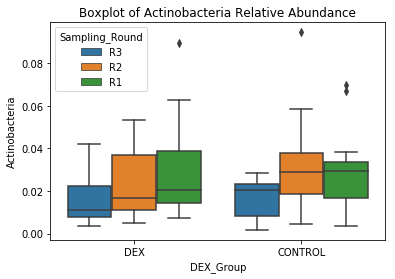 Boxplot of Actinobacteria Relative Abundance
Sampling_Round
R3
R2
R1
0.08
0.06
0.04
0.02
0.00
Actinobacteria
DEX
CONTROL
DEX_Group